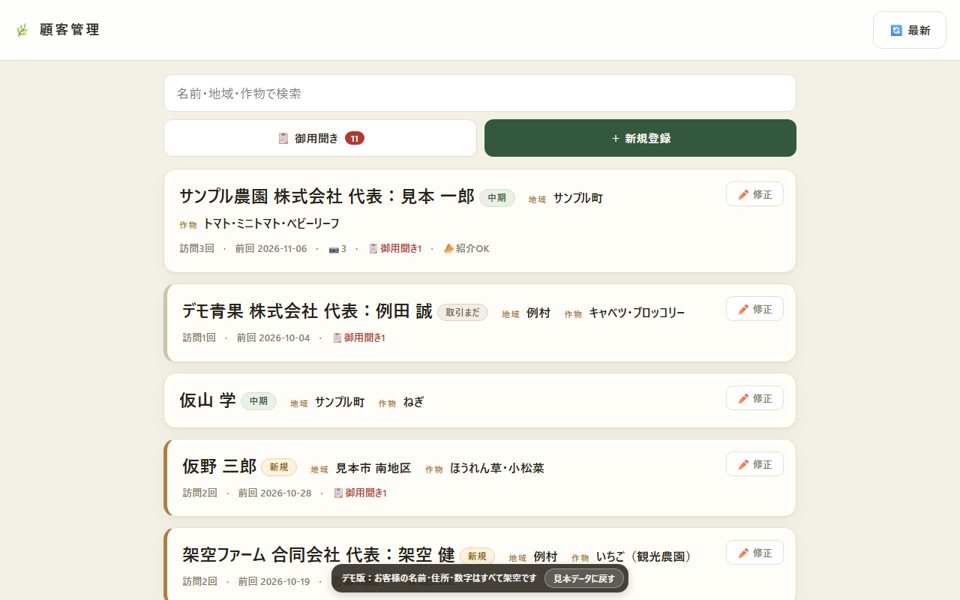 顧客管理
最新
名前・地域・作物で検索
御用聞き 11
+ 新規登録
サンプル農園 株式会社 代表：見本 一郎 中期 地域 サンプル町
修正
作物 トマト・ミニトマト・ベビーリーフ
訪問3回 · 前回 2026-11-06 · 3 · 御用聞き1 · 紹介OK
デモ青果 株式会社 代表：例田 誠 取引まだ 地域 例村 作物 キャベツ・ブロッコリー
修正
訪問1回 · 前回 2026-10-04 · 御用聞き1
仮山 学 中期 地域 サンプル町 作物 ねぎ
修正
仮野 三郎 新規 地域 見本市 南地区 作物 ほうれん草・小松菜
修正
訪問2回 · 前回 2026-10-28 · 御用聞き1
架空ファーム 合同会社 代表：架空 健 新規 地域 例村 作物 いちご（観光農園）
修正
訪問2回 · 前回 2026-10-19 ·
デモ版：お客様の名前・住所・数字はすべて架空です 見本データに戻す